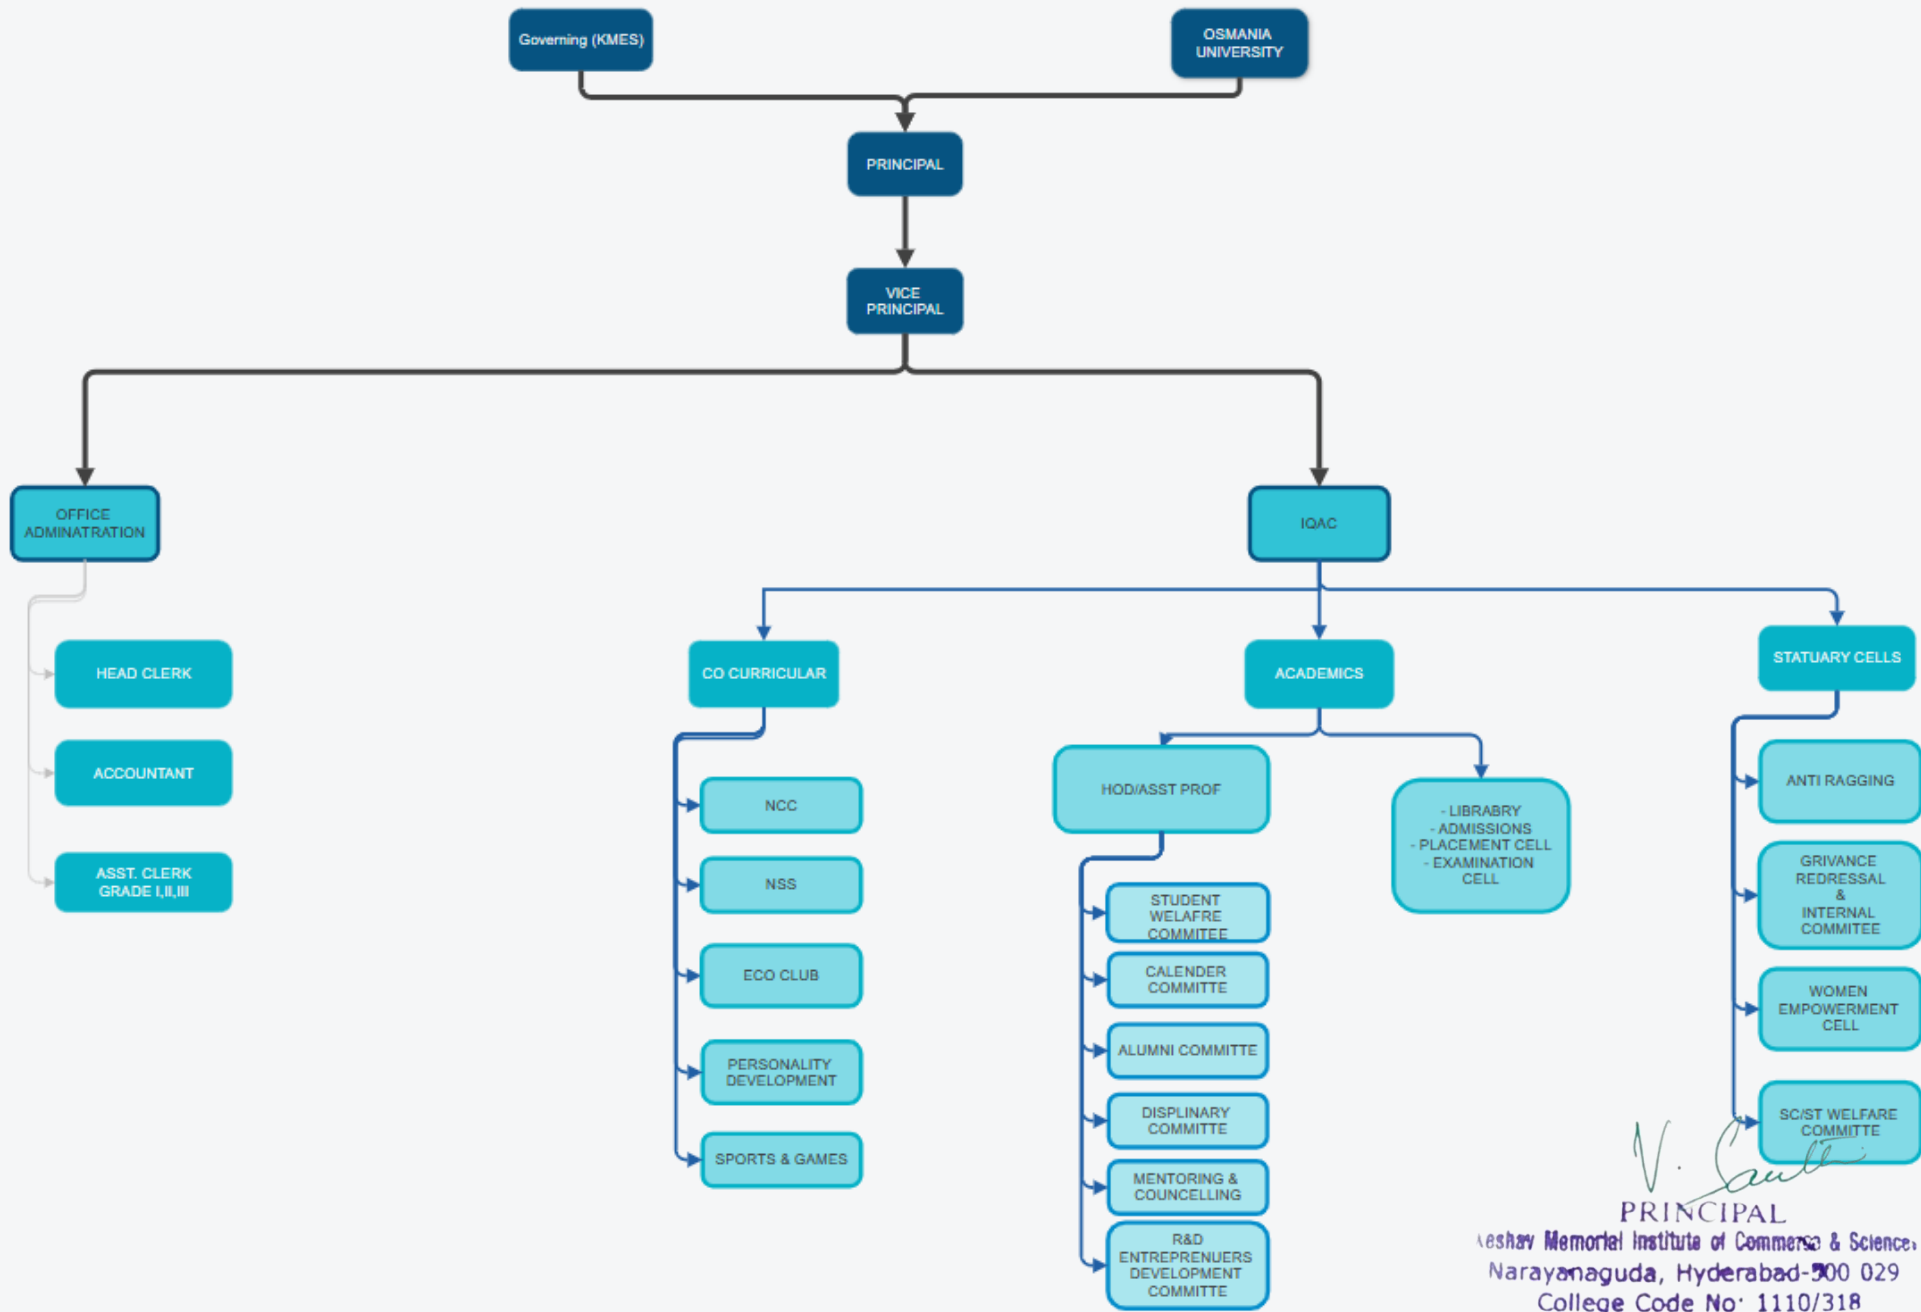 Governing (KMES)
OSMANIA
UNIVERSITY
PRINCIPAL
VICE
PRINCIPAL
OFFICE
ADMINATRATION
IQAC
HEAD CLERK
ACCOUNTANT
ASST. CLERK
GRADE I,II,III
CO CURRICULAR
NCC
NSS
ECO CLUB
PERSONALITY
DEVELOPMENT
SPORTS & GAMES
ACADEMICS
HOD/ASST PROF
STUDENT
WELAFRE
COMMITEE
CALENDER
COMMITTE
ALUMNI COMMITTE
DISPLINARY
COMMITTE
MENTORING &
COUNCELLING
R&D
ENTREPRENUERS
DEVELOPMENT
COMMITTE
- LIBRABRY
- ADMISSIONS
- PLACEMENT CELL
- EXAMINATION
CELL
STATUARY CELLS
ANTI RAGGING
GRIVANCE
REDRESSAL
&
INTERNAL
COMMITEE
WOMEN
EMPOWERMENT
CELL
SC/ST WELFARE
COMMITTE
V.
PRINCIPAL
Memorial Institute of Commerce & Sciences
Narayanaguda, Hyderabad-500 029
College Code No: 1110/318